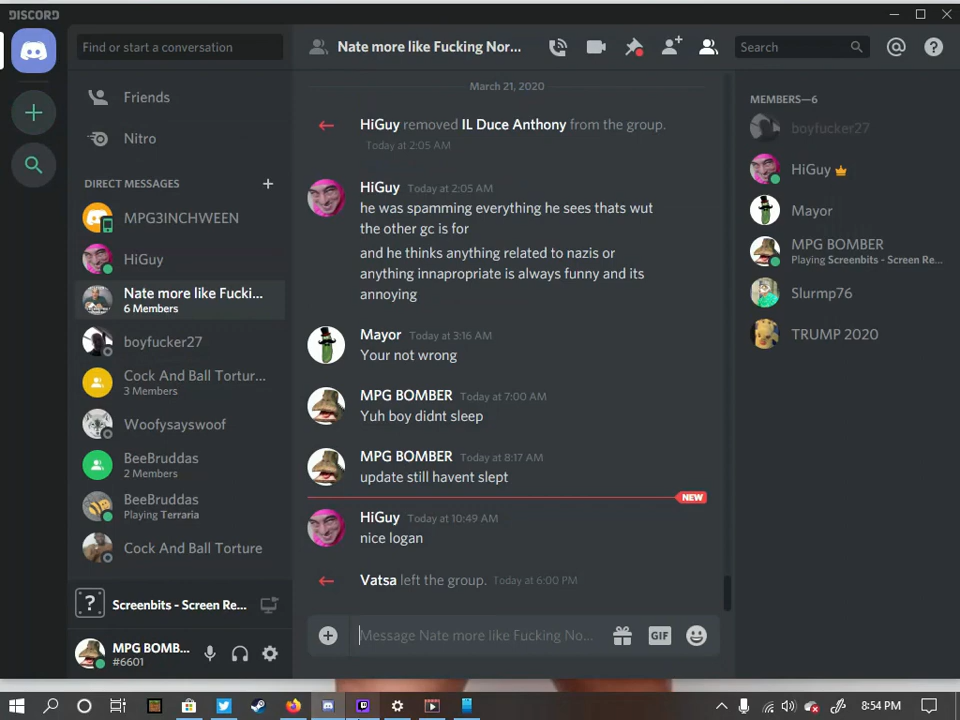 DISCORD
Find or start a conversation
Friends
Nitro
DIRECT MESSAGES
MPG3INCHWEEN
HiGuy
Nate more like Fucki...
6 Members
boyfucker27
Cock And Ball Tortur...
3 Members
Woofysayswoof
BeeBruddas
2 Members
BeeBruddas
Playing Terraria
Cock And Ball Torture
Screenbits - Screen Re...
MPG BOMB...
#6601
Nate more like Fucking Nor...
Search
March 21, 2020
HiGuy removed IL Duce Anthony from the group.
Today at 2:05 AM
HiGuy Today at 2:05 AM
he was spamming everything he sees thats wut
the other gc is for
and he thinks anything related to nazis or
anything innapropriate is always funny and its
annoying
Mayor Today at 3:16 AM
Your not wrong
MPG BOMBER Today at 7:00 AM
Yuh boy didnt sleep
MPG BOMBER Today at 8:17 AM
update still havent slept
NEW
HiGuy Today at 10:49 AM
nice logan
Vatsa left the group. Today at 6:00 PM
Message Nate more like Fucking No...
GIF
MEMBERS—6
boyfucker27
HiGuy
Mayor
MPG BOMBER
Playing Screenbits - Screen Re...
Slurmp76
TRUMP 2020
8:54 PM